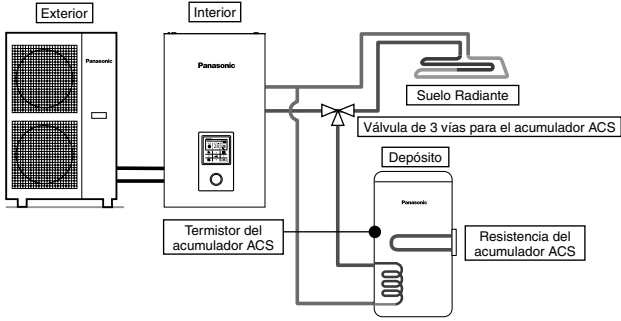 Exterior
Interior
Panasonic
Panasonic
Suelo Radiante
Válvula de 3 vías para el acumulador ACS
Depósito
Panasonic
Termistor del
acumulador ACS
Resistencia del
acumulador ACS